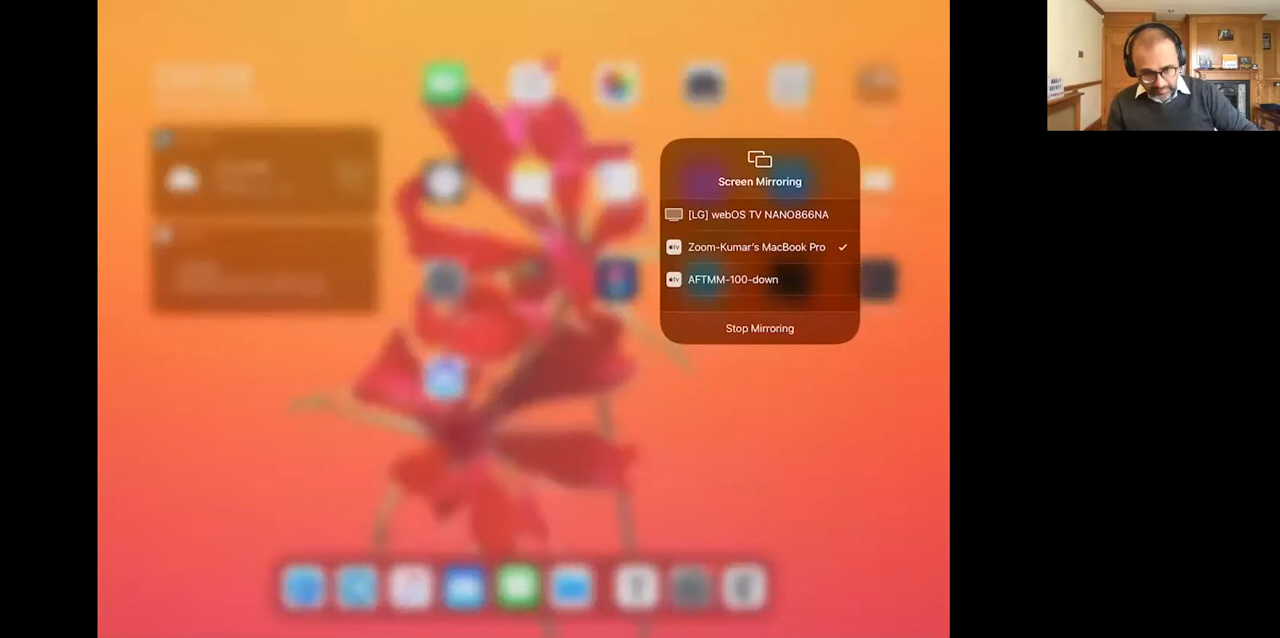 Screen Mirroring
[LG] webOS TV NANO866NA
Zoom-Kumar's MacBook Pro
AFTMM-100-down
Stop Mirroring